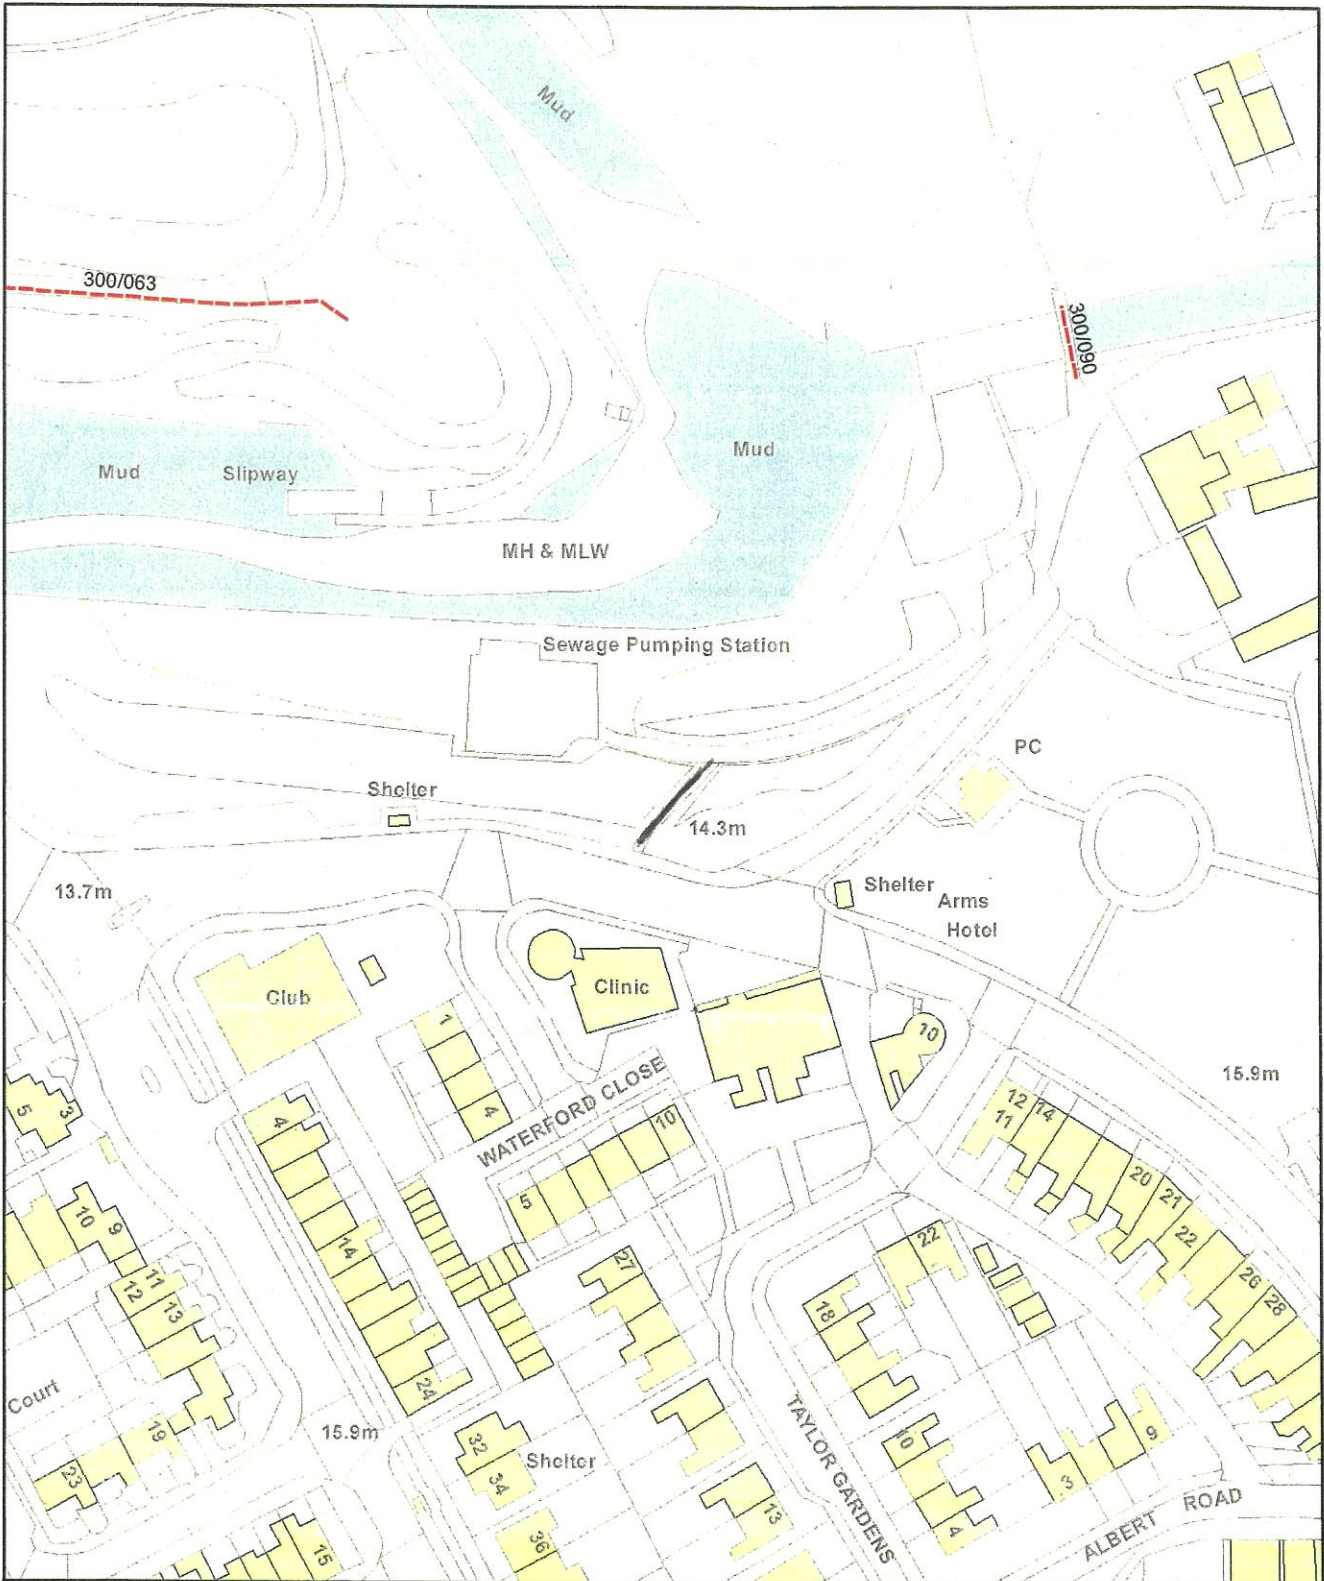 Mud
300/063
300/090
Mud
Slipway
Mud
MH & MLW
Sewage Pumping Station
PC
Shelter
14.3m
13.7m
Shelter
Arms
Hotel
Club
Clinic
1
10
15.9m
5
3
4
4
WATERFORD CLOSE
10
12
14
11
5
20
21
22
10
9
14
27
22
26
28
11
12
13
18
24
Court
15.9m
19
23
32
34
Shelter
TAYLOR GARDENS
10
9
3
13
4
ALBERT ROAD
36
15